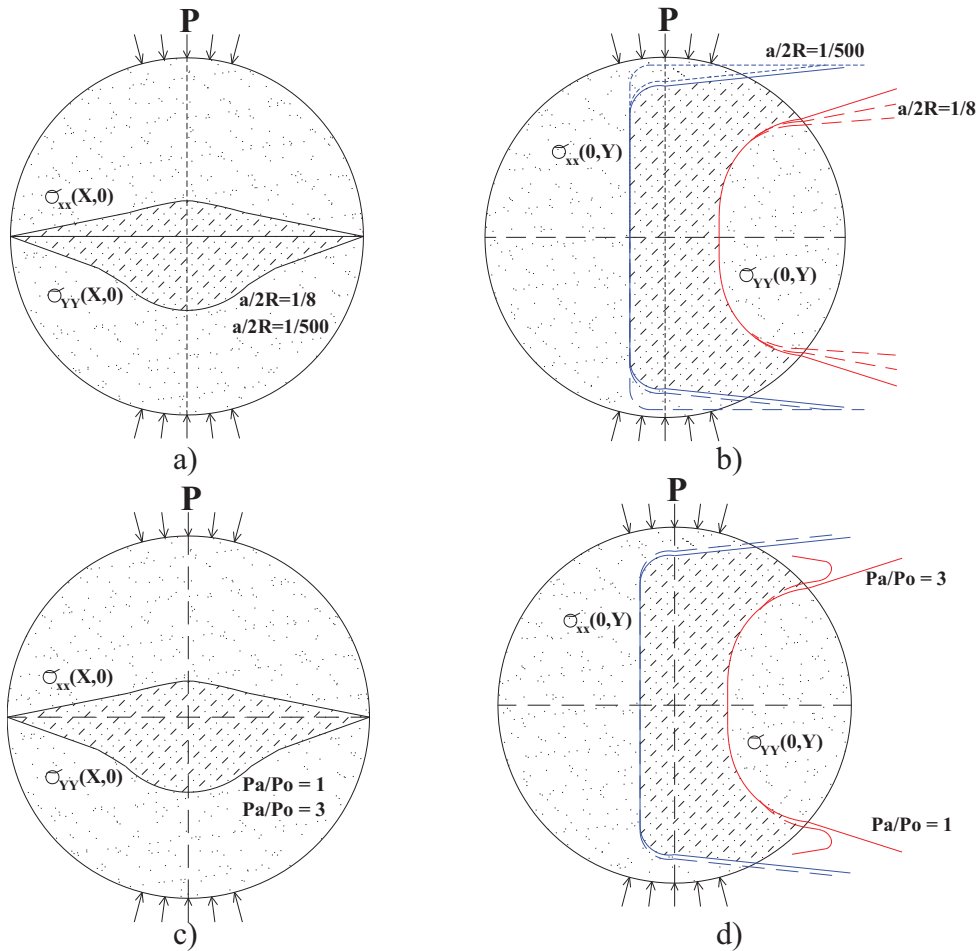 P
σxx(X,0)
σYY(X,0)
a/2R=1/8
a/2R=1/500
a)
P
a/2R=1/500
a/2R=1/8
σxx(0,Y)
σYY(0,Y)
b)
P
σxx(X,0)
σYY(X,0)
Pa/Po = 1
Pa/Po = 3
c)
P
Pa/Po = 3
σxx(0,Y)
σYY(0,Y)
Pa/Po = 1
d)